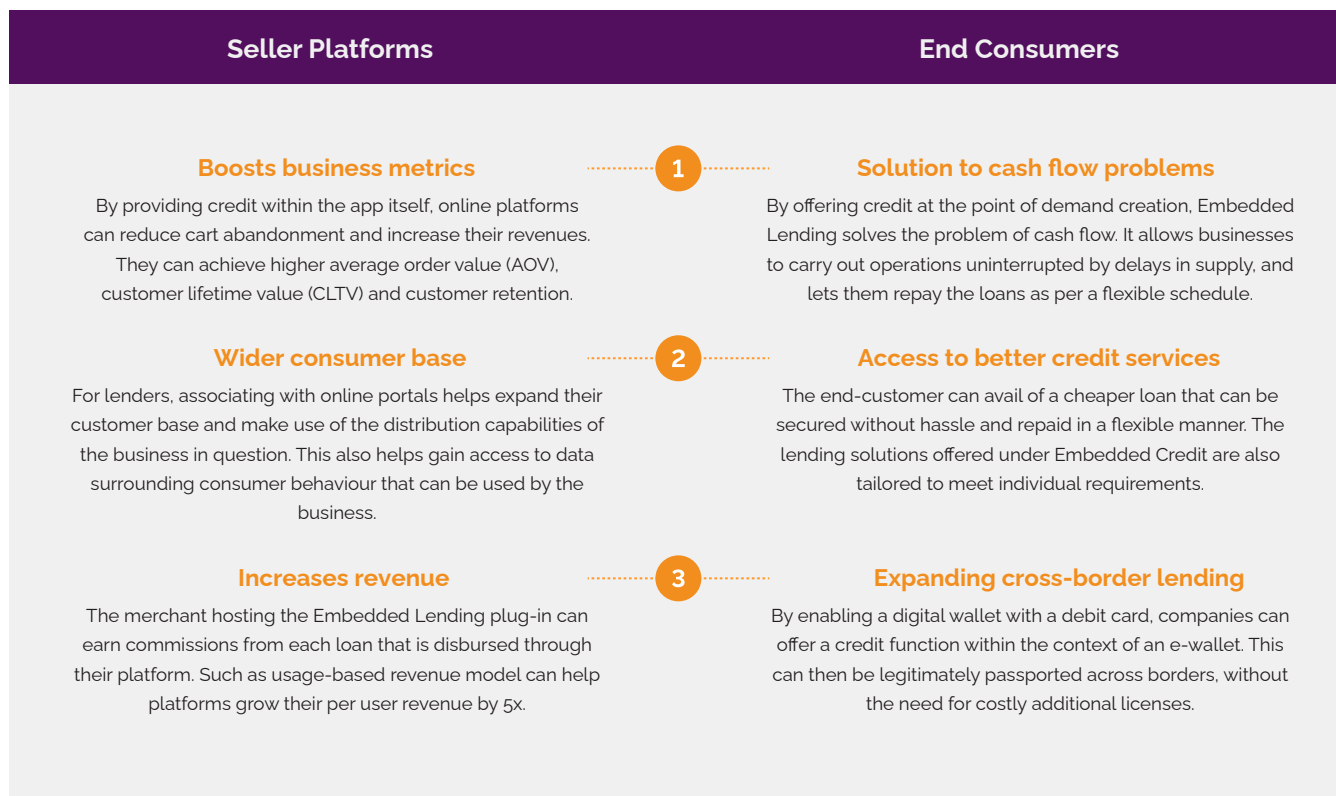 Seller Platforms
End Consumers
Boosts business metrics
By providing credit within the app itself, online platforms
can reduce cart abandonment and increase their revenues.
They can achieve higher average order value (AOV),
customer lifetime value (CLTV) and customer retention.
1
Solution to cash flow problems
By offering credit at the point of demand creation, Embedded
Lending solves the problem of cash flow. It allows businesses
to carry out operations uninterrupted by delays in supply, and
lets them repay the loans as per a flexible schedule.
Wider consumer base
For lenders, associating with online portals helps expand their
customer base and make use of the distribution capabilities of
the business in question. This also helps gain access to data
surrounding consumer behaviour that can be used by the
business.
2
Access to better credit services
The end-customer can avail of a cheaper loan that can be
secured without hassle and repaid in a flexible manner. The
lending solutions offered under Embedded Credit are also
tailored to meet individual requirements.
Increases revenue
The merchant hosting the Embedded Lending plug-in can
earn commissions from each loan that is disbursed through
their platform. Such as usage-based revenue model can help
platforms grow their per user revenue by 5x.
3
Expanding cross-border lending
By enabling a digital wallet with a debit card, companies can
offer a credit function within the context of an e-wallet. This
can then be legitimately passported across borders, without
the need for costly additional licenses.